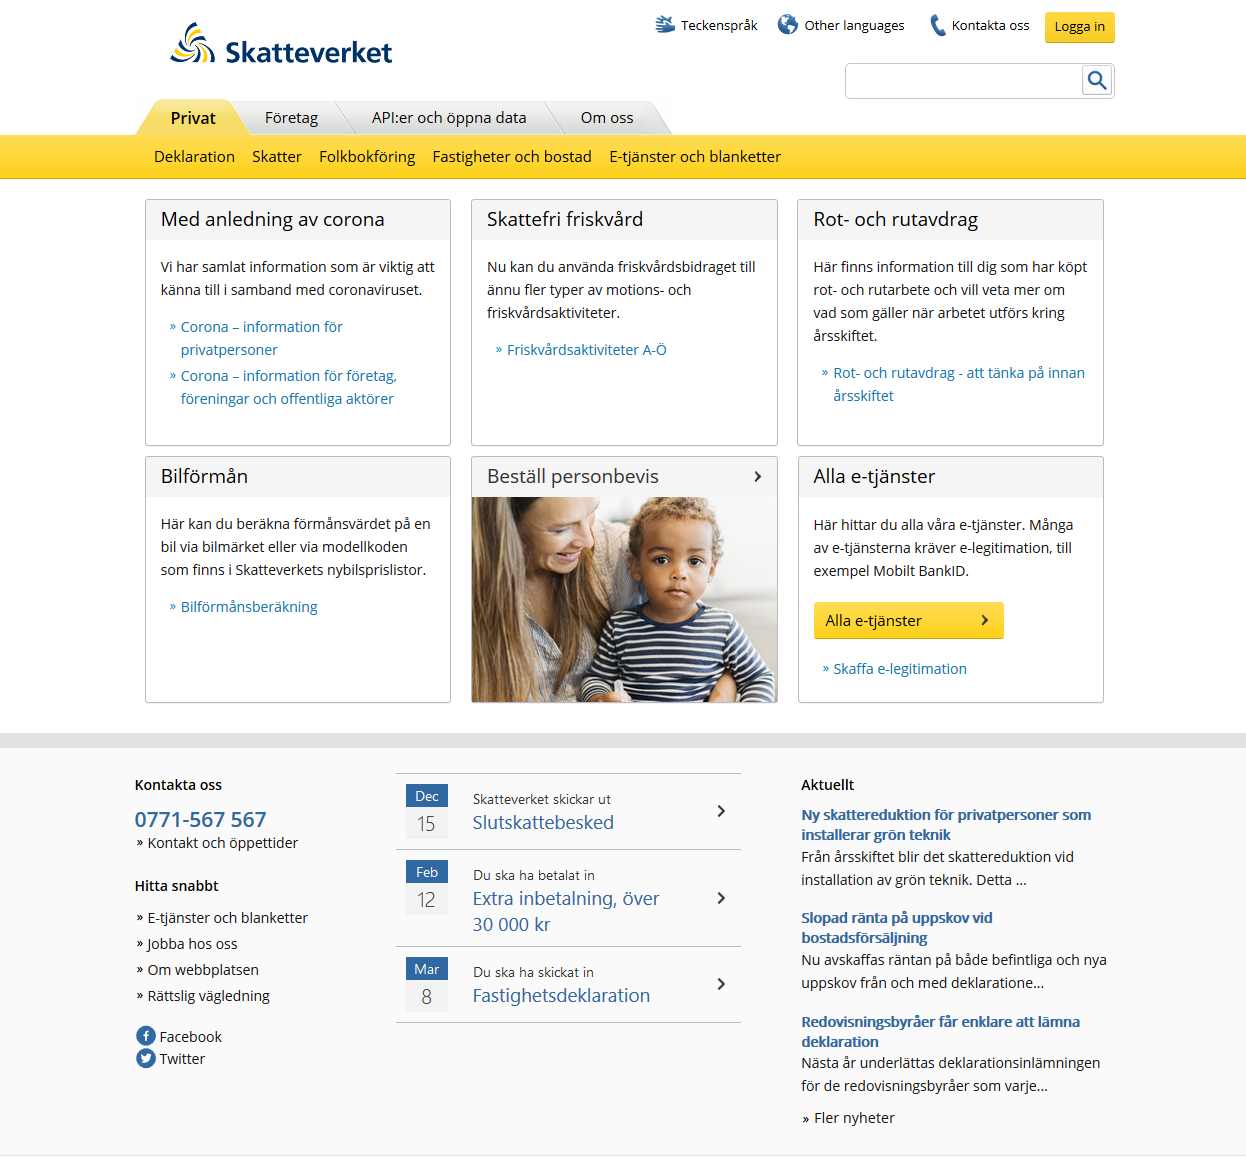 Teckenspråk
Other languages
Kontakta oss
Logga in
Skatteverket
Privat
Företag
API:er och öppna data
Om oss
Deklaration
Skatter
Folkbokföring
Fastigheter och bostad
E-tjänster och blanketter
Med anledning av corona
Vi har samlat information som är viktig att
känna till i samband med coronaviruset.
» Corona – information för
privatpersoner
» Corona – information för företag,
föreningar och offentliga aktörer
Skattefri friskvård
Nu kan du använda friskvårdsbidraget till
ännu fler typer av motions- och
friskvårdsaktiviteter.
» Friskvårdsaktiviteter A-Ö
Rot- och rutavdrag
Här finns information till dig som har köpt
rot- och rutarbete och vill veta mer om
vad som gäller när arbetet utförs kring
årsskiftet.
» Rot- och rutavdrag - att tänka på innan
årsskiftet
Bilförmån
Här kan du beräkna förmånsvärdet på en
bil via bilmärket eller via modellkoden
som finns i Skatteverkets nybilsprislistor.
» Bilförmånsberäkning
Beställ personbevis
Alla e-tjänster
Här hittar du alla våra e-tjänster. Många
av e-tjänsterna kräver e-legitimation, till
exempel Mobilt BankID.
Alla e-tjänster
» Skaffa e-legitimation
Kontakta oss
0771-567 567
» Kontakt och öppettider
Hitta snabbt
» E-tjänster och blanketter
» Jobba hos oss
» Om webbplatsen
» Rättslig vägledning
Facebook
Twitter
Dec
15
Skatteverket skickar ut
Slutskattebesked
Feb
12
Du ska ha betalat in
Extra inbetalning, över
30 000 kr
Mar
8
Du ska ha skickat in
Fastighetsdeklaration
Aktuellt
Ny skattereduktion för privatpersoner som
installerar grön teknik
Från årsskiftet blir det skattereduktion vid
installation av grön teknik. Detta ...
Slopad ränta på uppskov vid
bostadsförsäljning
Nu avskaffas räntan på både befintliga och nya
uppskov från och med deklaratione...
Redovisningsbyråer får enklare att lämna
deklaration
Nästa år underlättas deklarationsinlämningen
för de redovisningsbyråer som varje...
» Fler nyheter